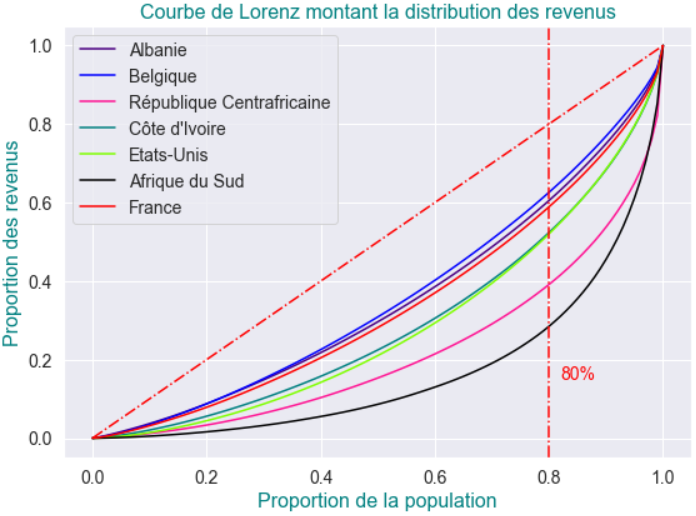 Courbe de Lorenz montant la distribution des revenus
1.0
0.8
0.6
0.4
0.2
0.0
Proportion des revenus
Albanie
Belgique
République Centrafricaine
Côte d'Ivoire
Etats-Unis
Afrique du Sud
France
80%
0.0 0.2 0.4 0.6 0.8 1.0
Proportion de la population